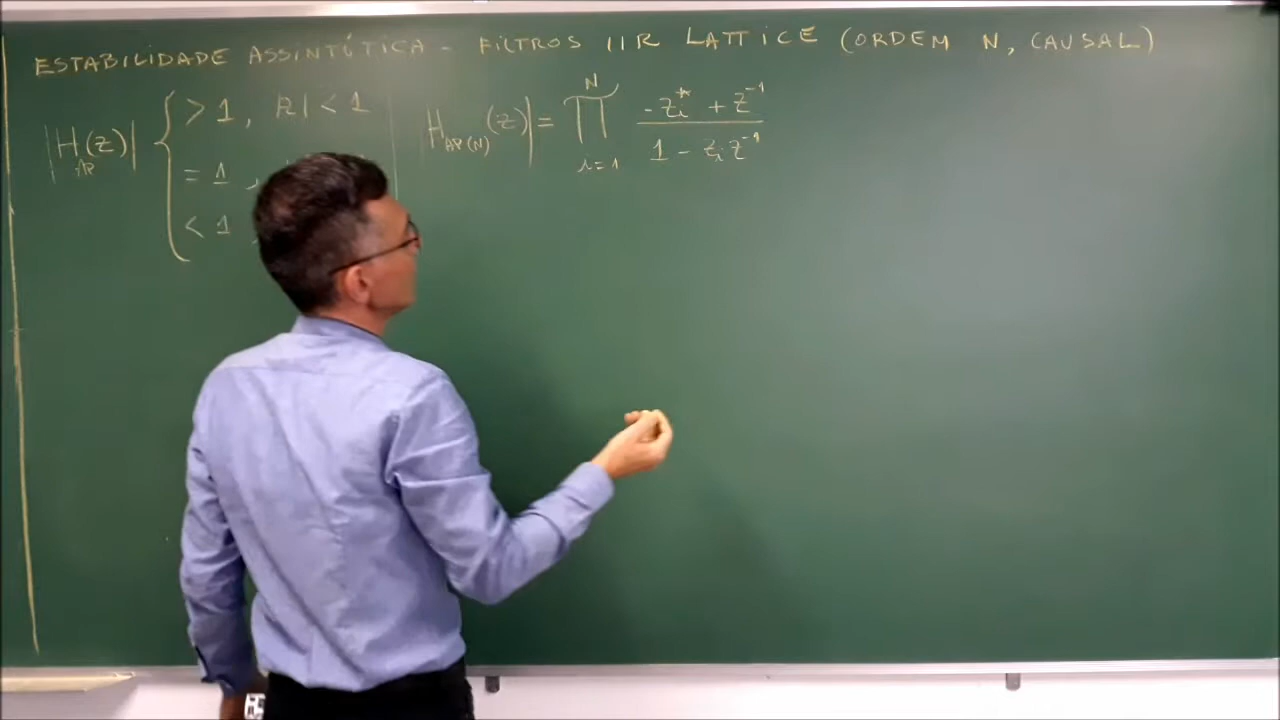 ESTABILIDADE ASSINTÓTICA - FILTROS IIR LATTICE (ORDEM N, CAUSAL)
|H_AP(z)| { > 1, |z| < 1
= 1,
< 1,
H_AP(N)(z)| = ∏_{i=1}^{N} (-z_i^* + z^{-1}) / (1 - z_i z^{-1})